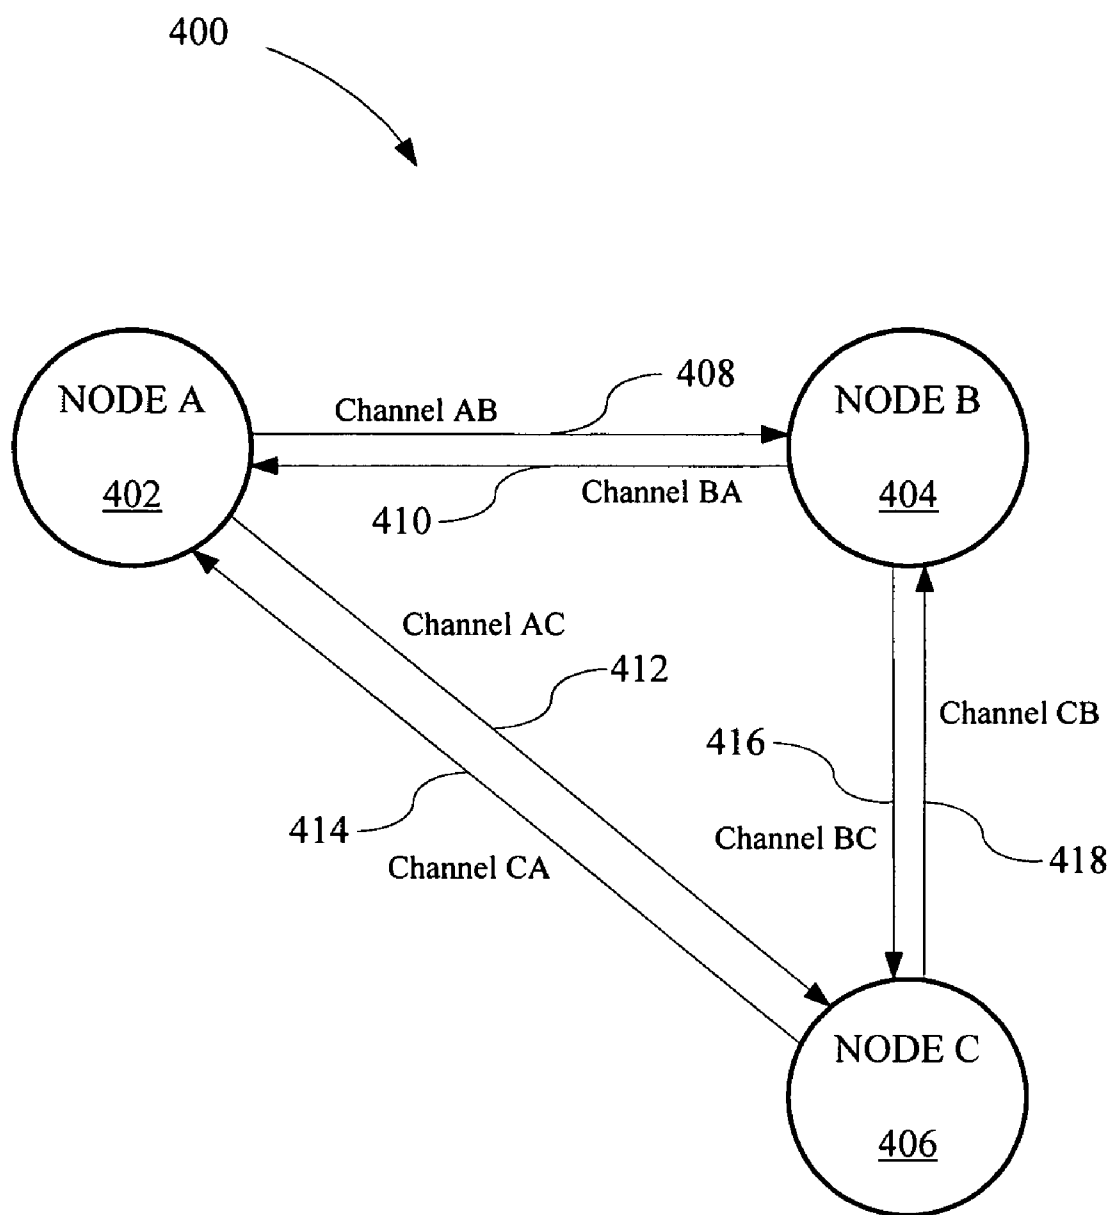 400
NODE A
402
Channel AB
408
NODE B
404
Channel BA
410
Channel AC
412
414
Channel CA
416
Channel BC
Channel CB
418
NODE C
406